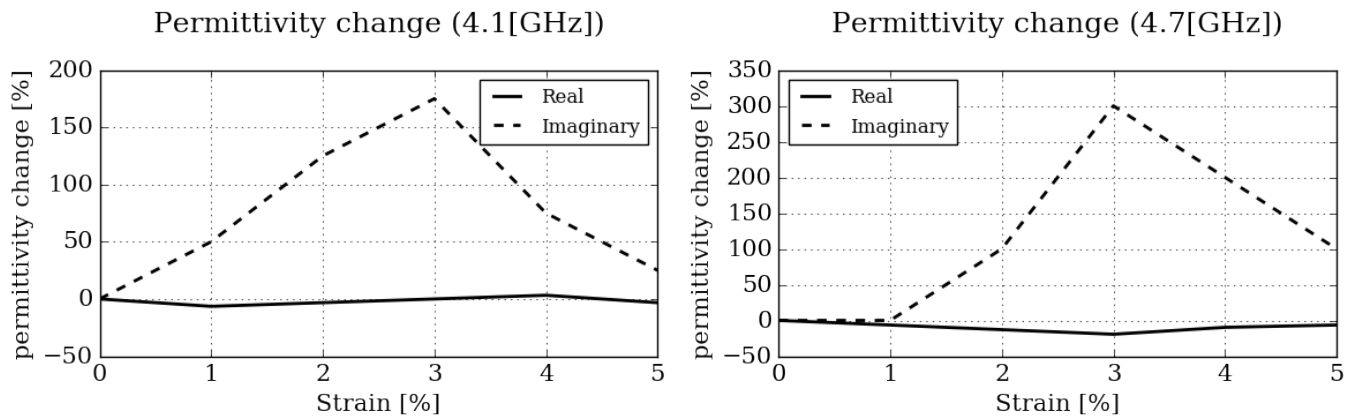 Permittivity change (4.1[GHz])
permittivity change [%]
200
150
100
50
0
−50
Real
Imaginary
0 1 2 3 4 5
Strain [%]
Permittivity change (4.7[GHz])
permittivity change [%]
350
300
250
200
150
100
50
0
−50
Real
Imaginary
0 1 2 3 4 5
Strain [%]